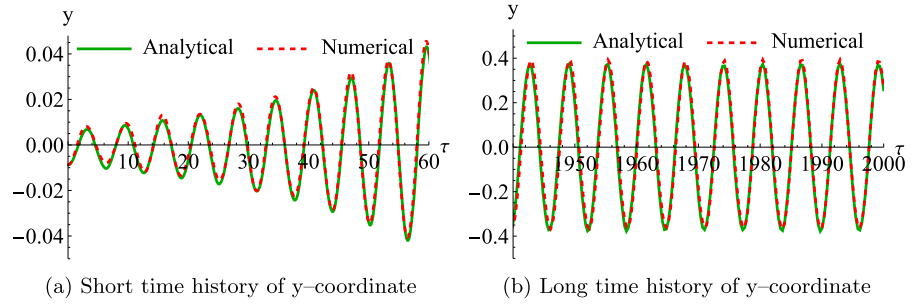 y
Analytical Numerical
0.04
0.02
0.00
−0.02
−0.04
10 20 30 40 50 60 τ
(a) Short time history of y–coordinate
y
Analytical Numerical
0.4
0.2
0.0
−0.2
−0.4
1950 1960 1970 1980 1990 2000 τ
(b) Long time history of y–coordinate